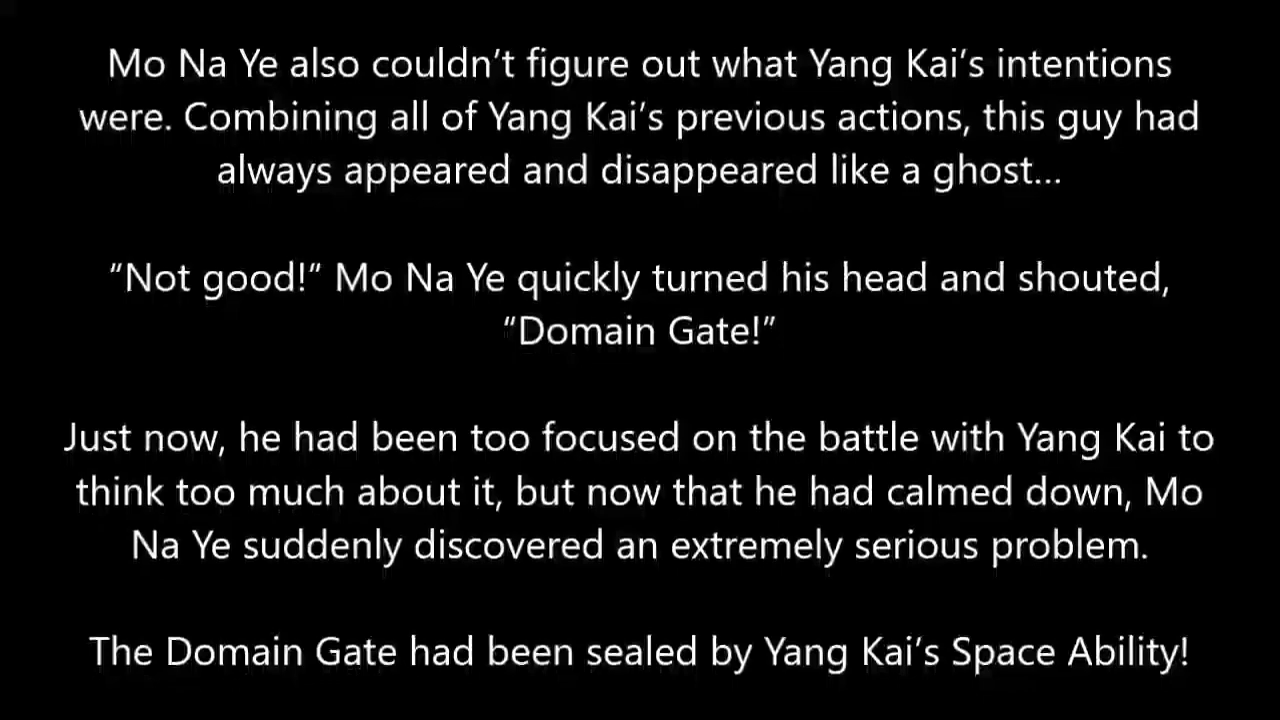 Mo Na Ye also couldn’t figure out what Yang Kai’s intentions
were. Combining all of Yang Kai’s previous actions, this guy had
always appeared and disappeared like a ghost…
“Not good!” Mo Na Ye quickly turned his head and shouted,
“Domain Gate!”
Just now, he had been too focused on the battle with Yang Kai to
think too much about it, but now that he had calmed down, Mo
Na Ye suddenly discovered an extremely serious problem.
The Domain Gate had been sealed by Yang Kai’s Space Ability!